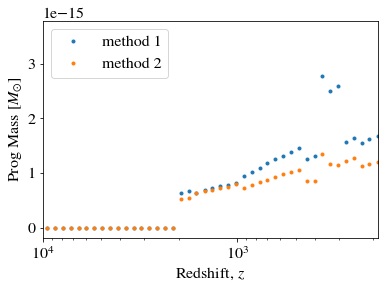 1e−15
method 1
method 2
Prog Mass [M⊙]
3
2
1
0
10⁴
10³
Redshift, z